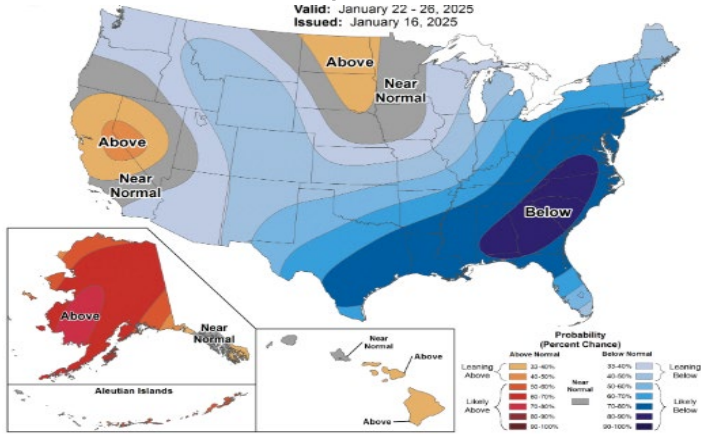 Valid: January 22 - 26, 2025
Issued: January 16, 2025
Above
Near
Normal
Above
Near
Normal
Below
Above
Near
Normal
Aleutian Islands
Near
Normal
Above
Above
Probability
(Percent Chance)
Above Normal
Below Normal
Leaning
Above
33-40%
40-50%
50-60%
Likely
Above
60-70%
70-80%
80-90%
90-100%
Near
Normal
33-40%
40-50%
50-60%
Leaning
Below
60-70%
70-80%
80-90%
90-100%
Likely
Below